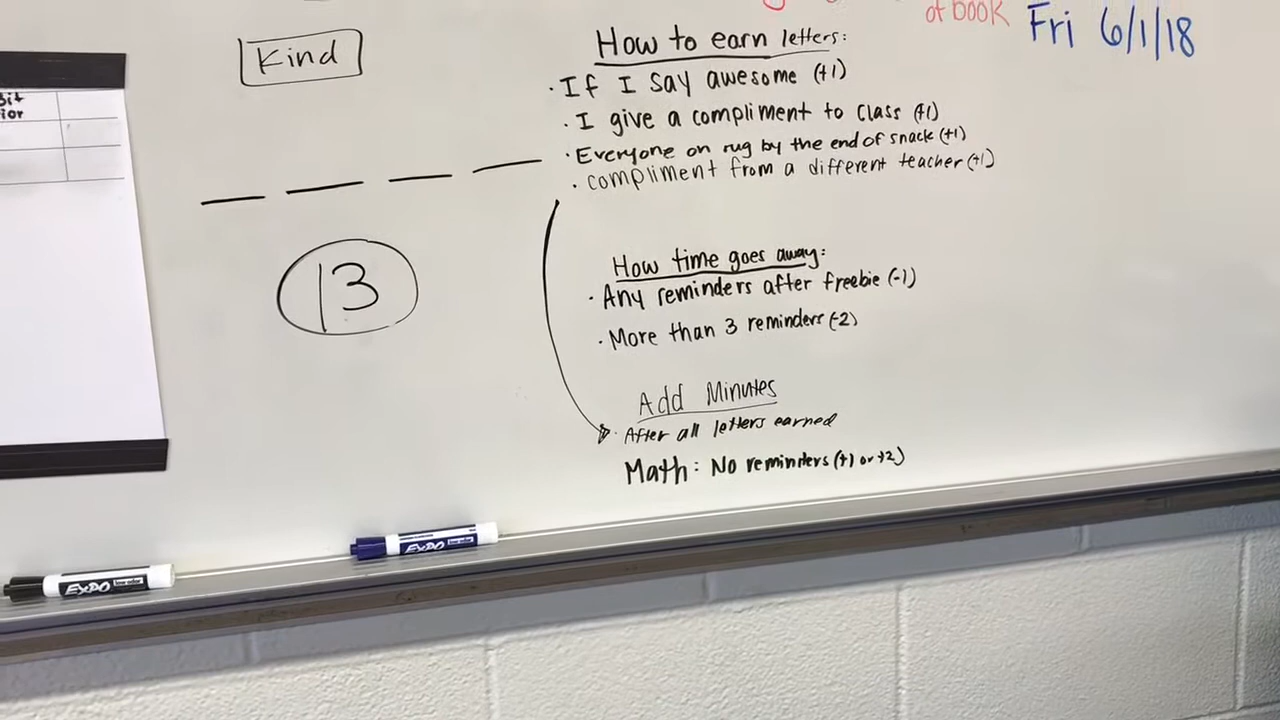 of book
Fri 6/1/18
Kind
How to earn letters:
· If I say awesome (+1)
· I give a compliment to class (+1)
· Everyone on rug by the end of snack (+1)
· compliment from a different teacher (+1)
13
How time goes away:
· Any reminders after freebie (-1)
· More than 3 reminders (-2)
Add Minutes
· After all letters earned
Math: No reminders (+1 or +2)
EXPO
EXPO low odor